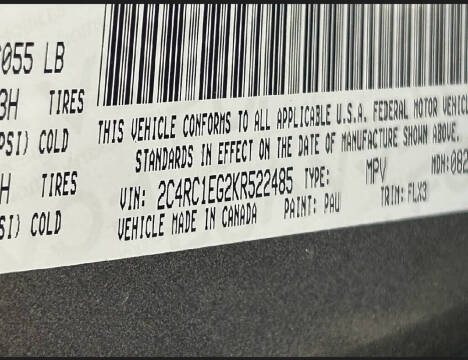 055 LB
3H TIRES
PSI) COLD
H TIRES
SI) COLD
THIS VEHICLE CONFORMS TO ALL APPLICABLE U.S.A. FEDERAL MOTOR VEHIC
STANDARDS IN EFFECT ON THE DATE OF MANUFACTURE SHOWN ABOVE.
VIN: 2C4RC1EG2KR522485 TYPE: MPV MDH:082
VEHICLE MADE IN CANADA PAINT: PAU TRIM: FLX3